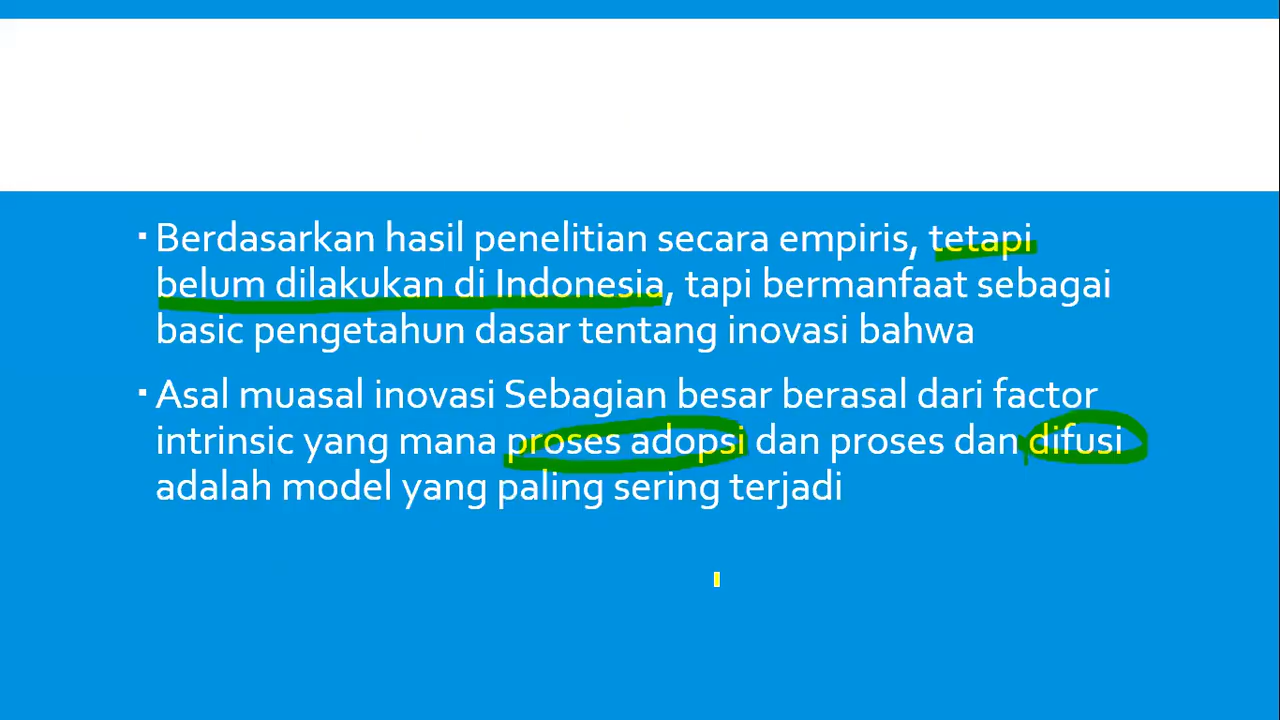 ▪ Berdasarkan hasil penelitian secara empiris, tetapi
belum dilakukan di Indonesia, tapi bermanfaat sebagai
basic pengetahun dasar tentang inovasi bahwa
▪ Asal muasal inovasi Sebagian besar berasal dari factor
intrinsic yang mana proses adopsi dan proses dan difusi
adalah model yang paling sering terjadi